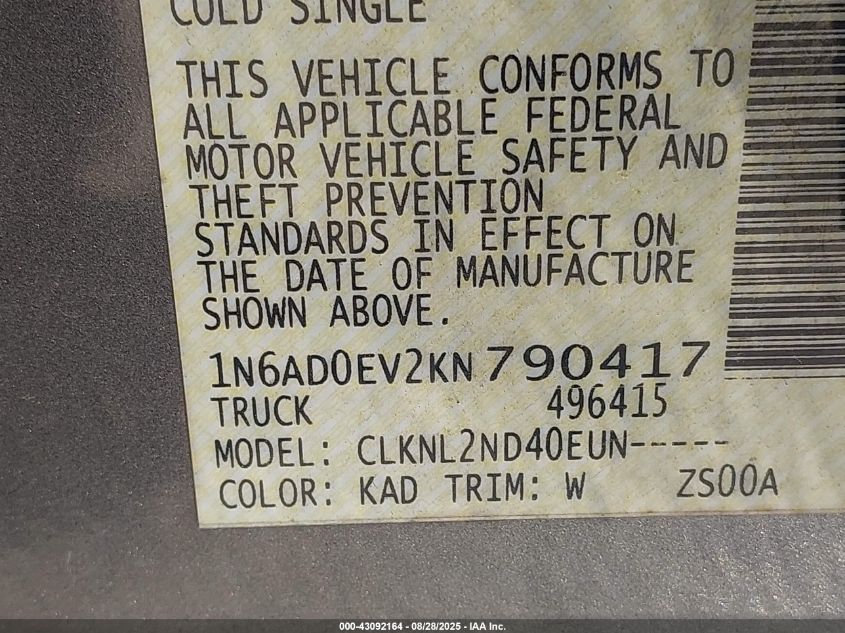 COLD SINGLE
THIS VEHICLE CONFORMS TO
ALL APPLICABLE FEDERAL
MOTOR VEHICLE SAFETY AND
THEFT PREVENTION
STANDARDS IN EFFECT ON
THE DATE OF MANUFACTURE
SHOWN ABOVE.
1N6AD0EV2KN790417
TRUCK 496415
MODEL: CLKNL2ND40EUN-----
COLOR: KAD TRIM: W ZS00A
000-43092164 - 08/28/2025 - IAA Inc.